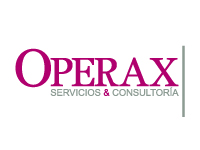 OPERAX
SERVICIOS & CONSULTORÍA